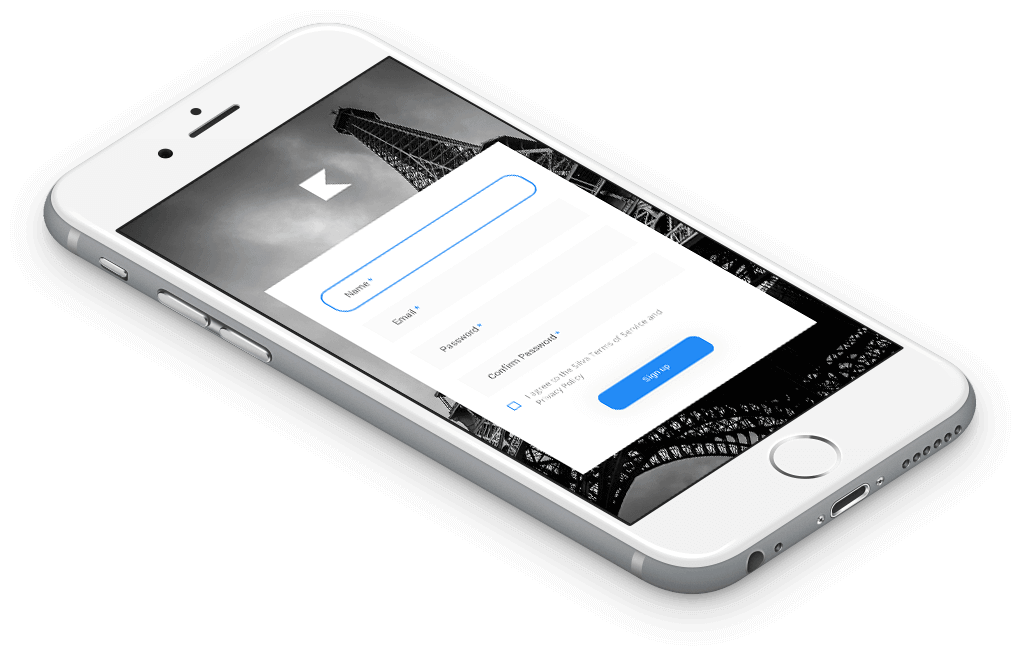 Name *
Email *
Password *
Confirm Password *
I agree to the Silva Terms of Service and
Privacy Policy
Sign up